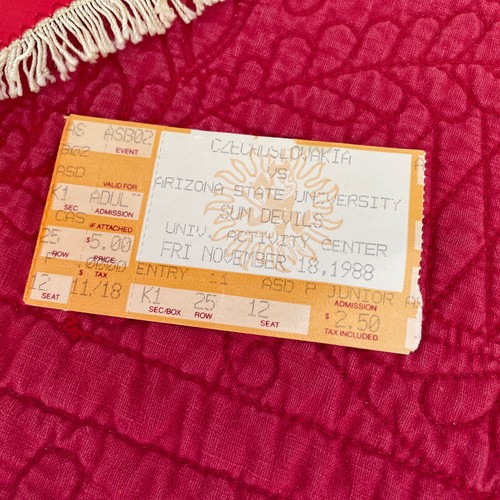 AS ASB02
EVENT
B02
ASD
VALID FOR
K1 ADUL
SEC ADMISSION
CAS IF ATTACHED
25 $ 5.00
ROW PRICE
0000
$ TAX
12 11/18
SEAT
CZECHOSLOVAKIA
VS.
ARIZONA STATE UNIVERSITY
SUN DEVILS
UNIV. ACTIVITY CENTER
FRI NOVEMBER 18,1988
ENTRY 11 ASD P JUNIOR
K1 25 12
SEC/BOX ROW SEAT
ADMISSION
$ 2.50
TAX INCLUDED